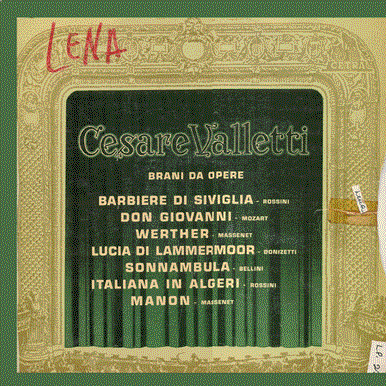 LENA
Cesare Valletti
BRANI DA OPERE
BARBIERE DI SIVIGLIA - ROSSINI
DON GIOVANNI - MOZART
WERTHER - MASSENET
LUCIA DI LAMMERMOOR - DONIZETTI
SONNAMBULA - BELLINI
ITALIANA IN ALGERI - ROSSINI
MANON - MASSENET